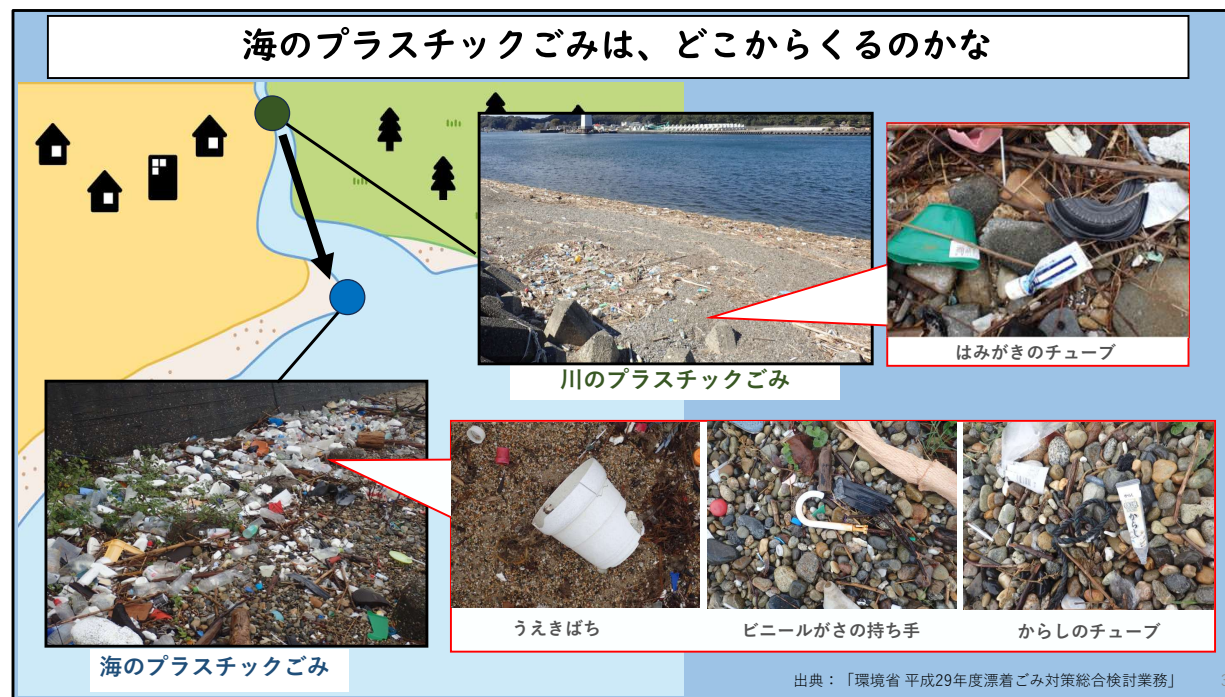 海のプラスチックごみは、どこからくるのかな
川のプラスチックごみ
はみがきのチューブ
海のプラスチックごみ
うえきばち
ビニールがさの持ち手
からしのチューブ
からし
出典：「環境省 平成29年度漂着ごみ対策総合検討業務」